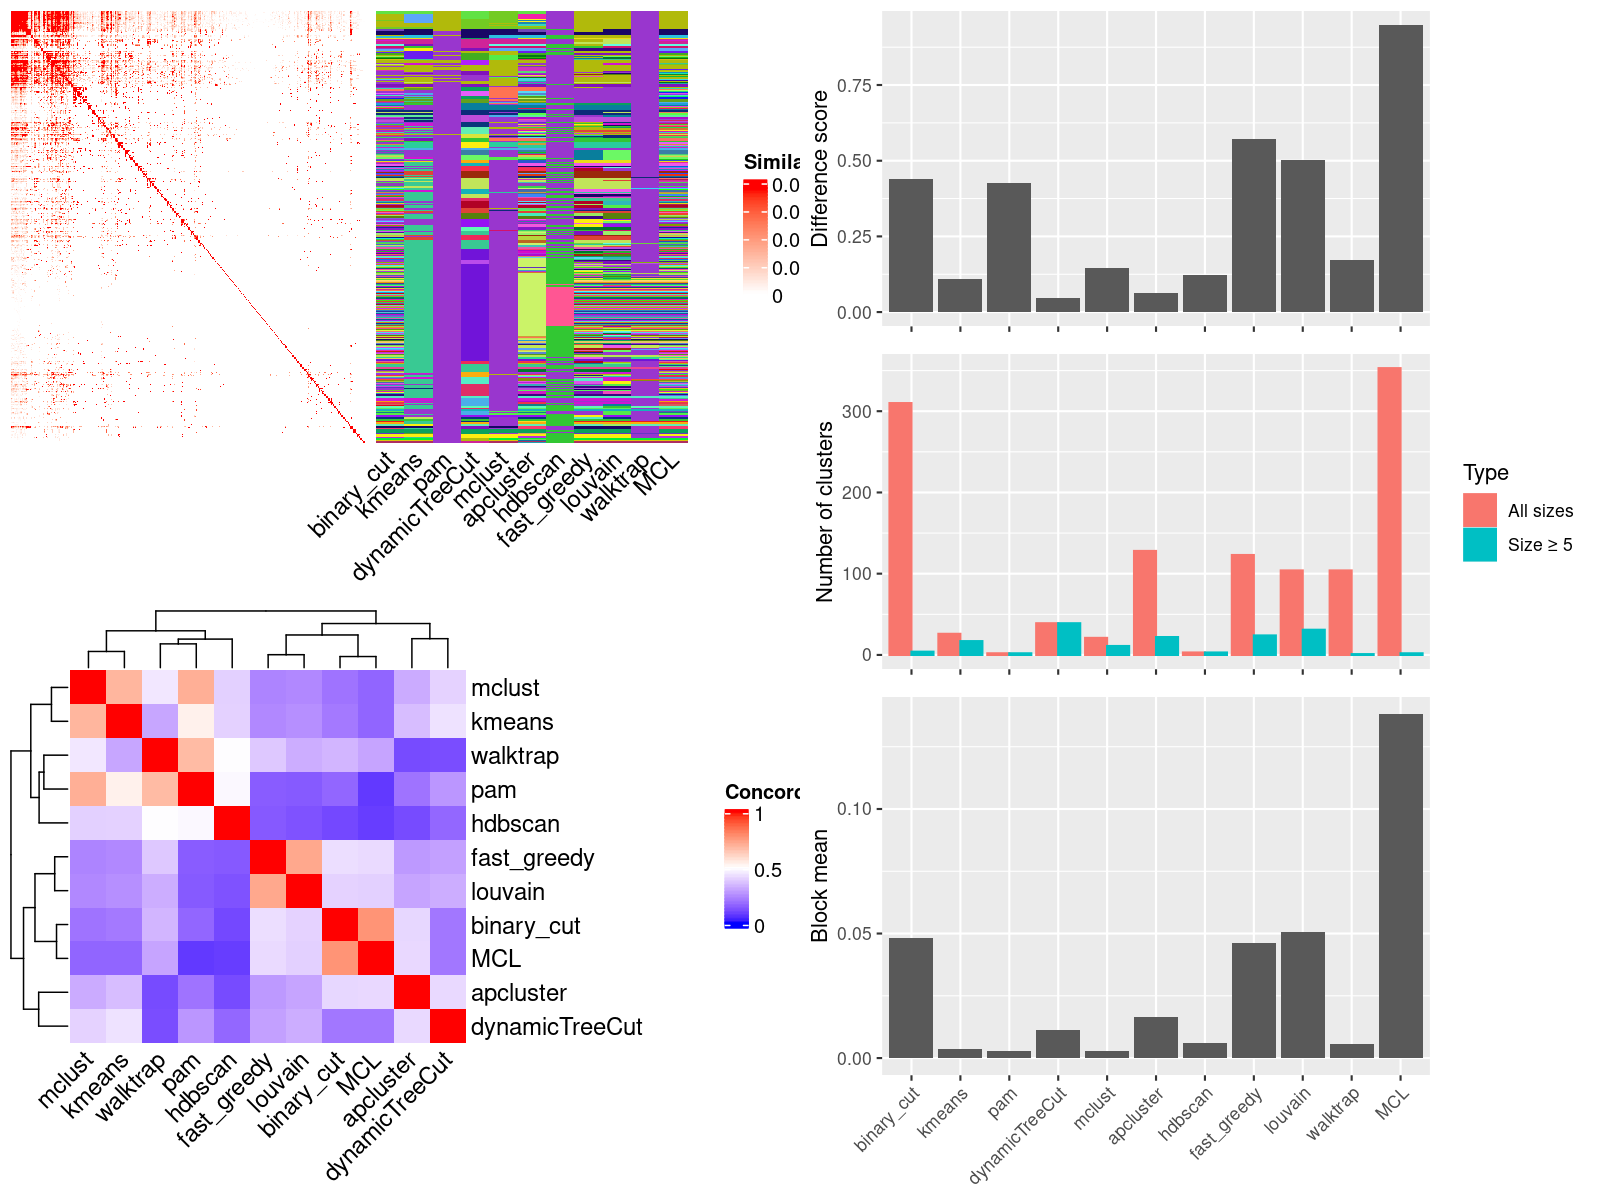 Simila
0.0
0.0
0.0
0.0
0
binary_cut
kmeans
pam
dynamicTreeCut
mclust
apcluster
hdbscan
fast_greedy
louvain
walktrap
MCL
mclust
kmeans
walktrap
pam
hdbscan
fast_greedy
louvain
binary_cut
MCL
apcluster
dynamicTreeCut
mclust
kmeans
walktrap
pam
hdbscan
fast_greedy
louvain
binary_cut
MCL
apcluster
dynamicTreeCut
Concord
1
0.5
0
Difference score
0.75
0.50
0.25
0.00
Number of clusters
300
200
100
0
Type
All sizes
Size ≥ 5
Block mean
0.10
0.05
0.00
binary_cut
kmeans
pam
dynamicTreeCut
mclust
apcluster
hdbscan
fast_greedy
louvain
walktrap
MCL